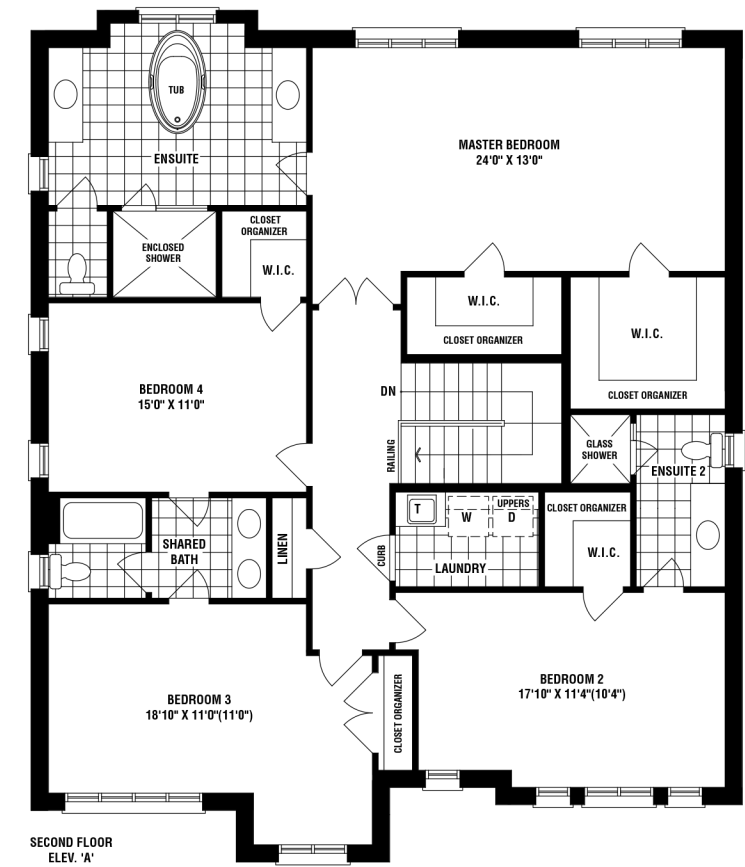 TUB
ENSUITE
MASTER BEDROOM
24'0" X 13'0"
CLOSET
ORGANIZER
ENCLOSED
SHOWER
W.I.C.
W.I.C.
CLOSET ORGANIZER
W.I.C.
CLOSET ORGANIZER
BEDROOM 4
15'0" X 11'0"
DN
RAILING
GLASS
SHOWER
ENSUITE 2
T
W
UPPERS
D
CLOSET ORGANIZER
W.I.C.
SHARED
BATH
LINEN
CURB
LAUNDRY
BEDROOM 3
18'10" X 11'0"(11'0")
CLOSET ORGANIZER
BEDROOM 2
17'10" X 11'4"(10'4")
SECOND FLOOR
ELEV. 'A'